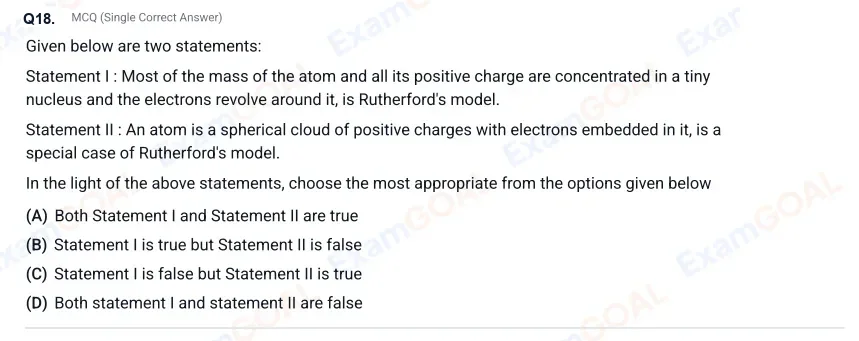 Q18. MCQ (Single Correct Answer)
Given below are two statements:
Statement I : Most of the mass of the atom and all its positive charge are concentrated in a tiny
nucleus and the electrons revolve around it, is Rutherford's model.
Statement II : An atom is a spherical cloud of positive charges with electrons embedded in it, is a
special case of Rutherford's model.
In the light of the above statements, choose the most appropriate from the options given below
(A) Both Statement I and Statement II are true
(B) Statement I is true but Statement II is false
(C) Statement I is false but Statement II is true
(D) Both statement I and statement II are false